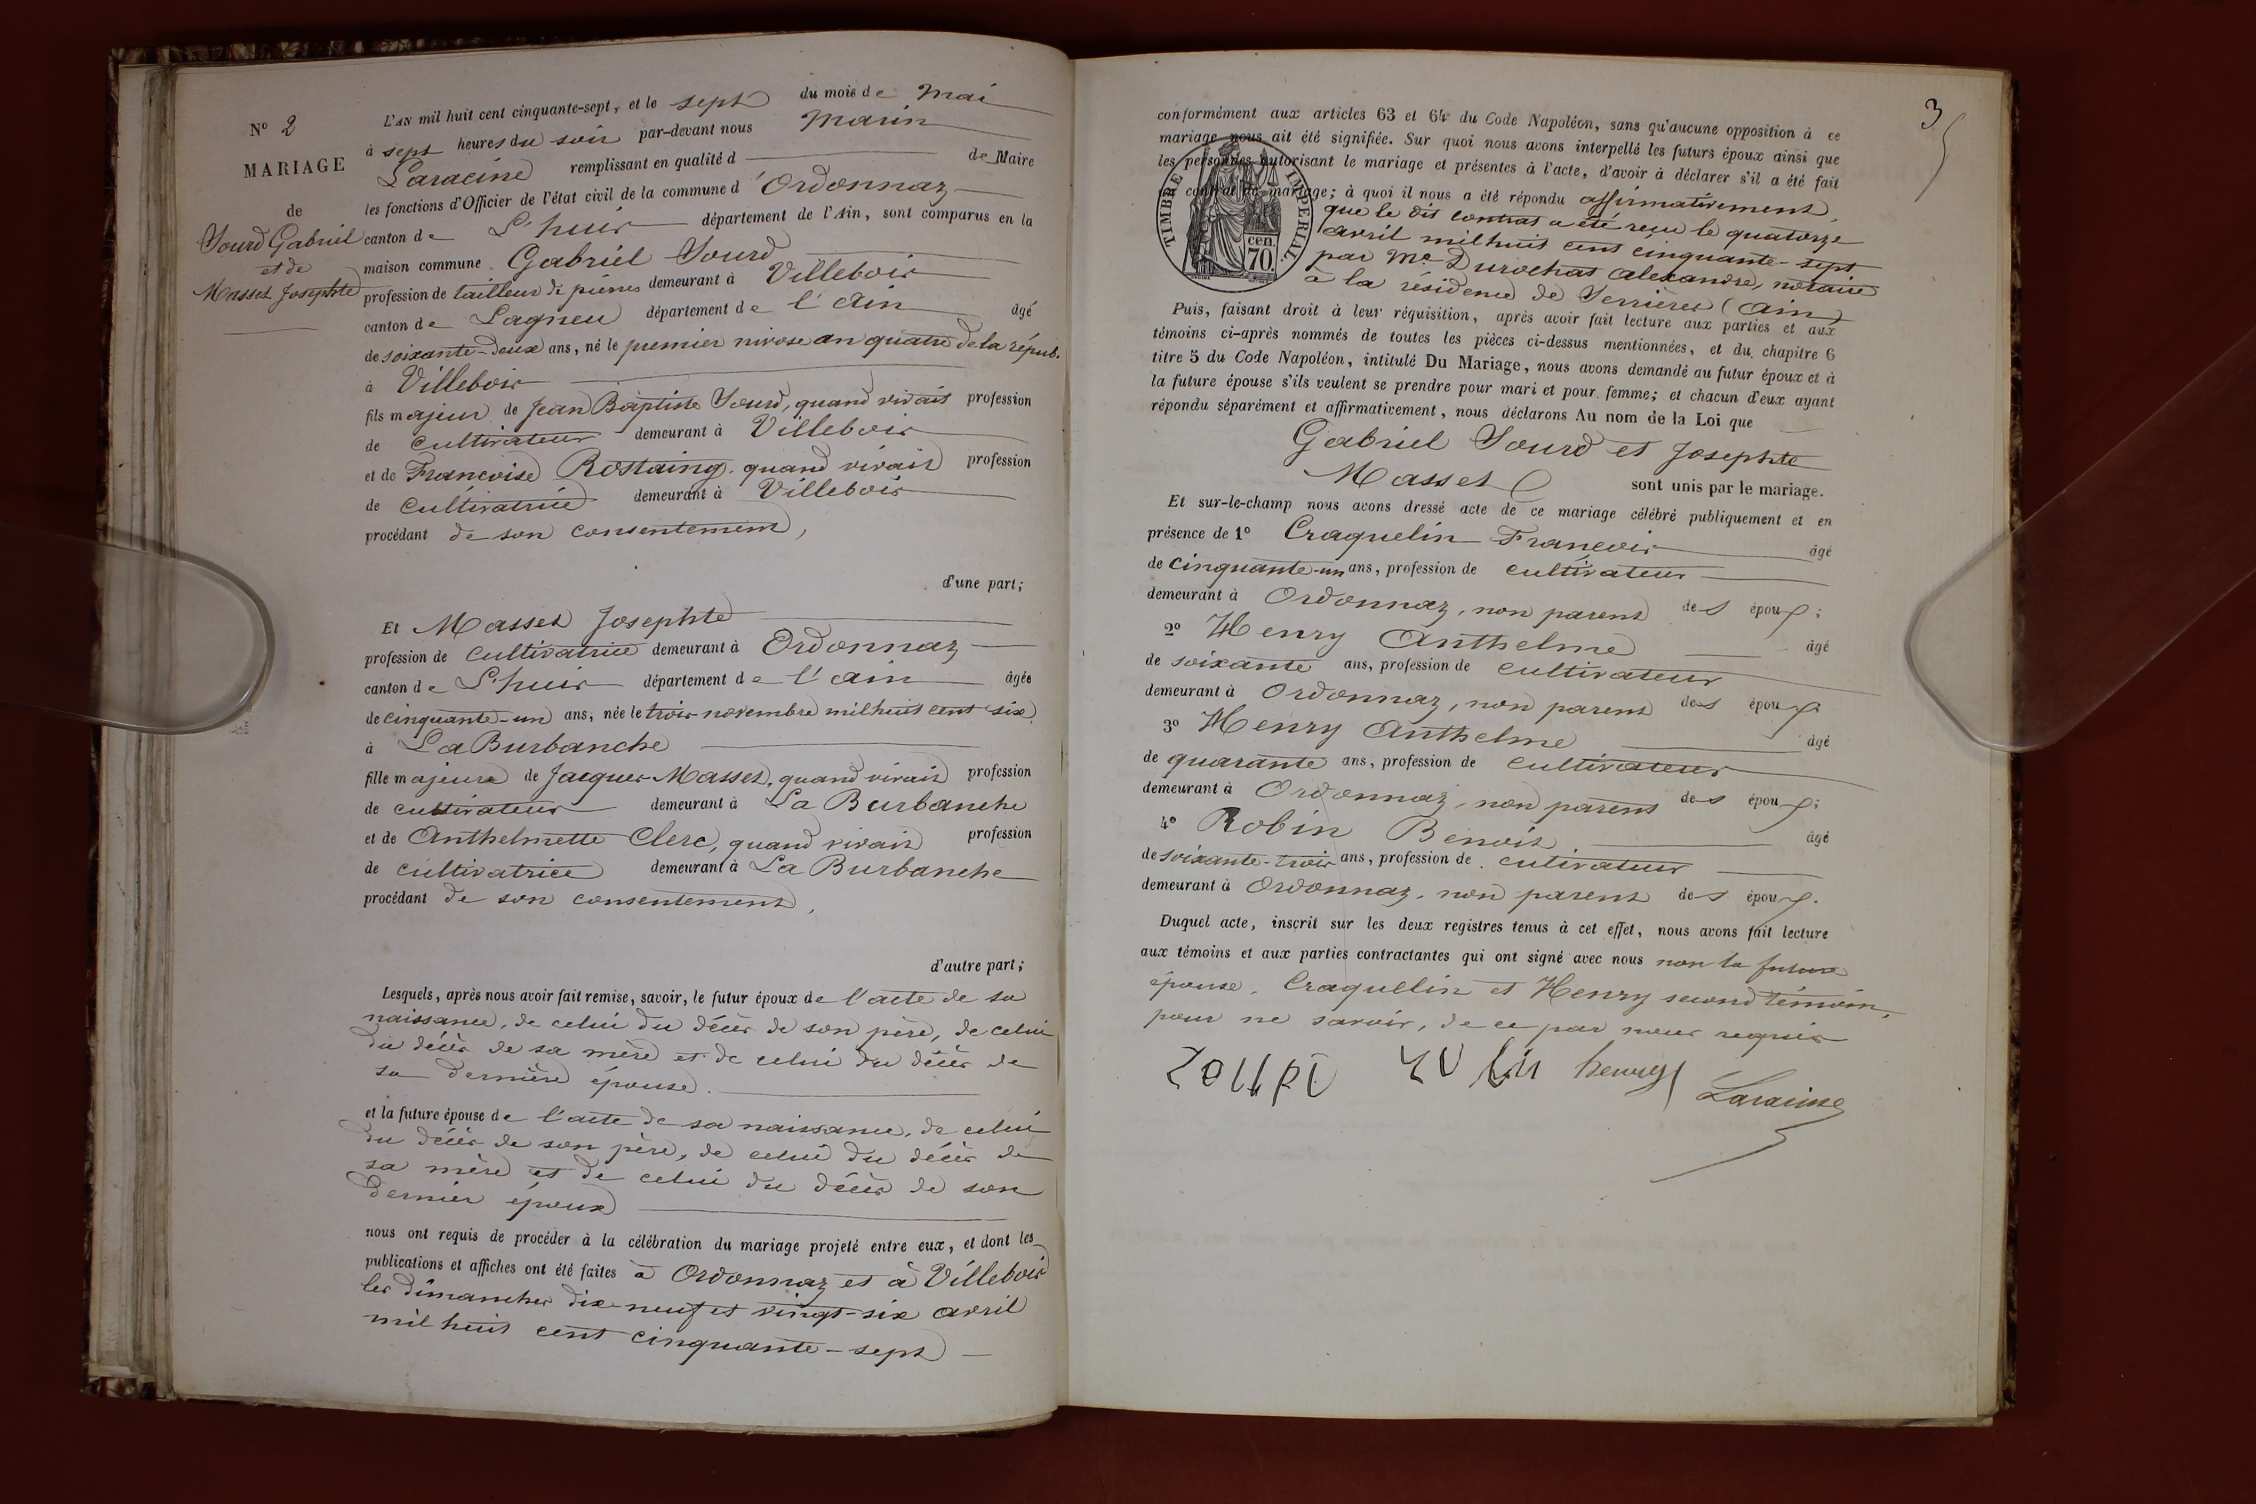 N° 2
MARIAGE
de
Sourd Gabriel
et de
Masset Josephte
L'AN mil huit cent cinquante-sept, et le sept du mois de Mai
à sept heures du soir par-devant nous Marin
Laracine remplissant en qualité d de Maire
les fonctions d'Officier de l'état civil de la commune d'Ordonnaz
canton de St huis département de l'Ain, sont comparus en la
maison commune Gabriel Sourd
profession de tailleur de pierres demeurant à Villebois
canton de Lagneu département de l'Ain âgé
de soixante-deux ans, né le premier nivose an quatre de la répub.
à Villebois
fils majeur de Jean Baptiste Sourd, quand vivait profession
de cultivateur demeurant à Villebois
et de Francoise Rostaing, quand vivait profession
de cultivatrice demeurant à Villebois
procédant de son consentement,
d'une part;
Et Masset Josephte
profession de cultivatrice demeurant à Ordonnaz
canton de St huis département de l'Ain âgée
de cinquante-un ans, née le trois novembre mil huit cent six
à La Burbanche
fille majeure de Jacques Masset, quand vivait profession
de cultivateur demeurant à La Burbanche
et de Anthelmette Clerc, quand vivait profession
de cultivatrice demeurant à La Burbanche
procédant de son consentement,
d'autre part;
Lesquels, après nous avoir fait remise, savoir, le futur époux de l'acte de sa
naissance, de celui du décès de son père, de celui
du décès de sa mère et de celui du décès de
sa dernière épouse.
et la future épouse de l'acte de sa naissance, de celui
du décès de son père, de celui du décès de
sa mère et de celui du décès de son
dernier époux
nous ont requis de procéder à la célébration du mariage projeté entre eux, et dont les
publications et affiches ont été faites à Ordonnaz et à Villebois
les dimanches dix-neuf et vingt-six avril
mil huit cent cinquante-sept
3
conformément aux articles 63 et 64 du Code Napoléon, sans qu'aucune opposition à ce
mariage nous ait été signifiée. Sur quoi nous avons interpellé les futurs époux ainsi que
les personnes autorisant le mariage et présentes à l'acte, d'avoir à déclarer s'il a été fait
contrat de mariage; à quoi il nous a été répondu affirmativement,
TIMBRE IMPÉRIAL.
cen.
70.
que le dit contrat a été reçu le quatorze
avril mil huit cent cinquante-sept
par Me Durochat Alexandre, notaire
à la résidence de Serrières (Ain)
Puis, faisant droit à leur réquisition, après avoir fait lecture aux parties et aux
témoins ci-après nommés de toutes les pièces ci-dessus mentionnées, et du chapitre 6
titre 5 du Code Napoléon, intitulé Du Mariage, nous avons demandé au futur époux et à
la future épouse s'ils veulent se prendre pour mari et pour femme; et chacun d'eux ayant
répondu séparément et affirmativement, nous déclarons Au nom de la Loi que
Gabriel Sourd et Josephte
Masset sont unis par le mariage.
Et sur-le-champ nous avons dressé acte de ce mariage célébré publiquement et en
présence de 1° Craquelin François âgé
de cinquante-un ans, profession de cultivateur
demeurant à Ordonnaz, non parent des époux;
2° Henry Anthelme âgé
de soixante ans, profession de cultivateur
demeurant à Ordonnaz, non parent des époux
3° Henry Anthelme âgé
de quarante ans, profession de cultivateur
demeurant à Ordonnaz, non parent des époux;
4° Robin Benoit âgé
de soixante-trois ans, profession de cutivateur
demeurant à Ordonnaz, non parent des époux.
Duquel acte, inscrit sur les deux registres tenus à cet effet, nous avons fait lecture
aux témoins et aux parties contractantes qui ont signé avec nous non la future
épouse, Craquellin et Henry second témoin,
pour ne savoir, de ce par nous requis
henry Laracine